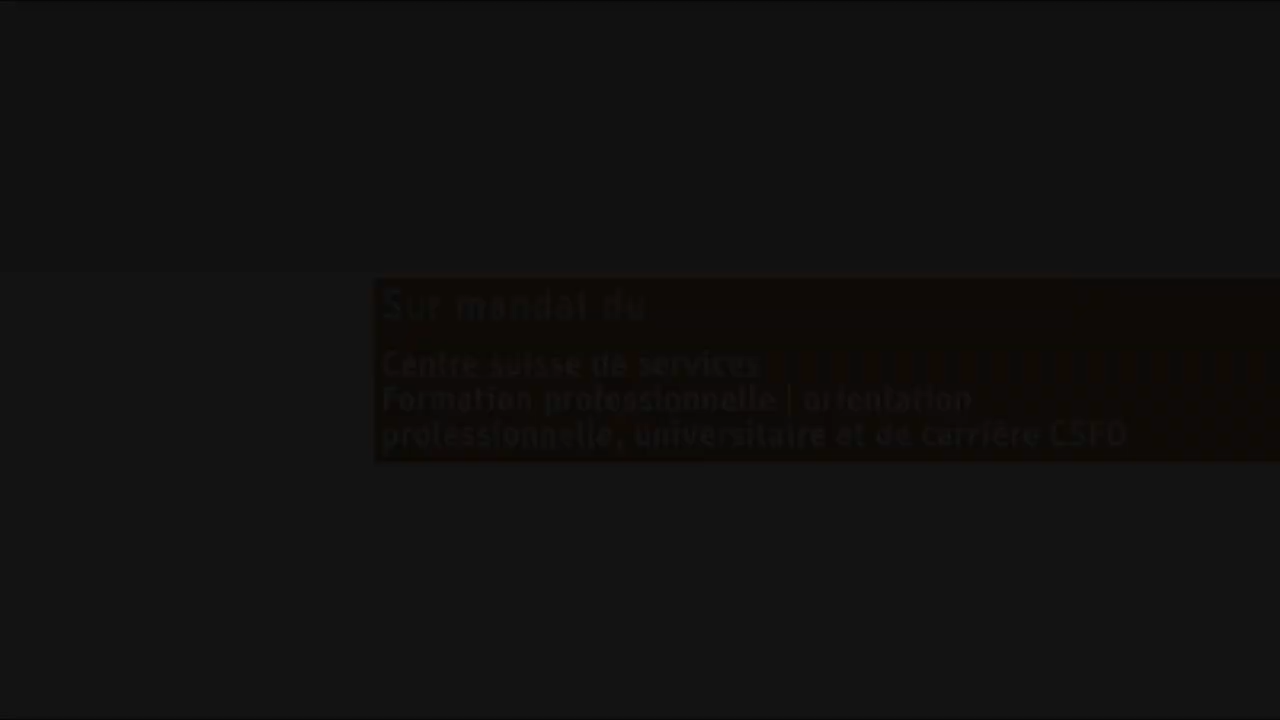 Sur mandat du
Centre suisse de services
Formation professionnelle | orientation
professionnelle, universitaire et de carrière CSFO